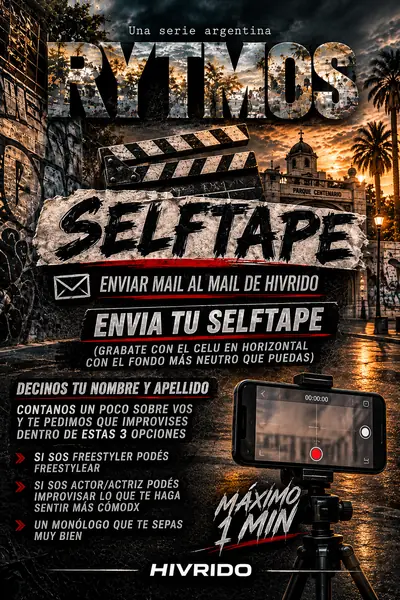 Una serie argentina
RYTMOS
PARQUE CENTENARIO
SELFTAPE
ENVIAR MAIL AL MAIL DE HIVRIDO
ENVIA TU SELFTAPE
(GRABATE CON EL CELU EN HORIZONTAL
CON EL FONDO MÁS NEUTRO QUE PUEDAS)
DECINOS TU NOMBRE Y APELLIDO
CONTANOS UN POCO SOBRE VOS
Y TE PEDIMOS QUE IMPROVISES
DENTRO DE ESTAS 3 OPCIONES
SI SOS FREESTYLER PODÉS
FREESTYLEAR
SI SOS ACTOR/ACTRIZ PODÉS
IMPROVISAR LO QUE TE HAGA
SENTIR MÁS CÓMODX
UN MONÓLOGO QUE TE SEPAS
MUY BIEN
00:00:00
MÁXIMO
1 MIN
HIVRIDO